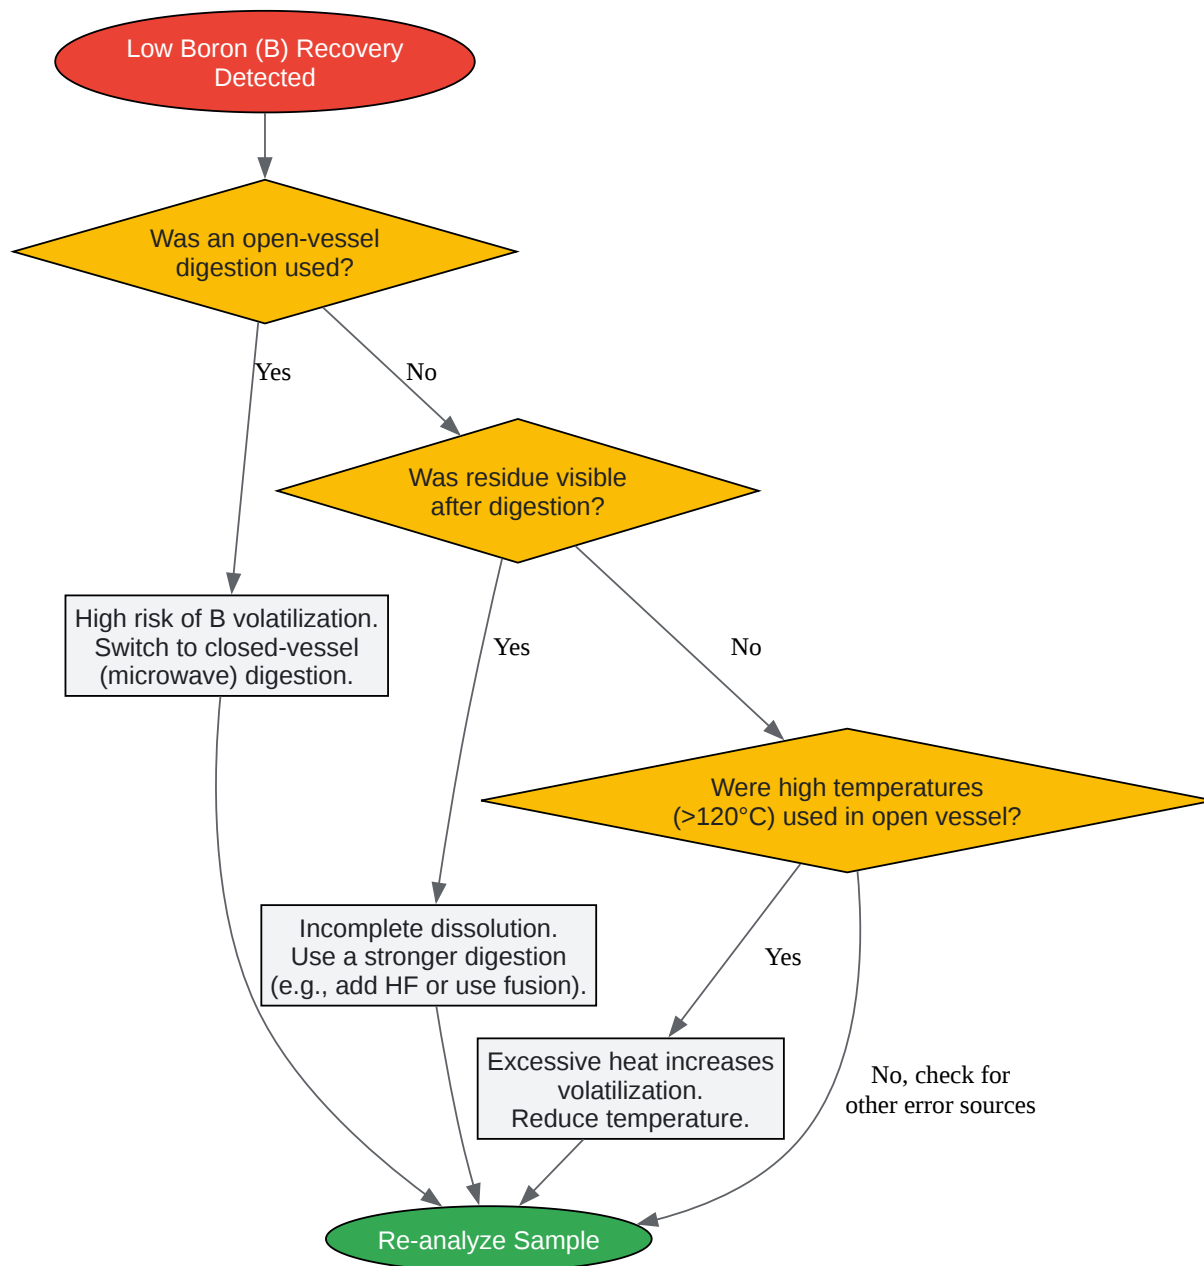 Low Boron (B) Recovery
Detected
Was an open-vessel
digestion used?
Yes
No
Was residue visible
after digestion?
High risk of B volatilization.
Switch to closed-vessel
(microwave) digestion.
Yes
No
Were high temperatures
(>120°C) used in open vessel?
Incomplete dissolution.
Use a stronger digestion
(e.g., add HF or use fusion).
Yes
Excessive heat increases
volatilization.
Reduce temperature.
No, check for
other error sources
Re-analyze Sample